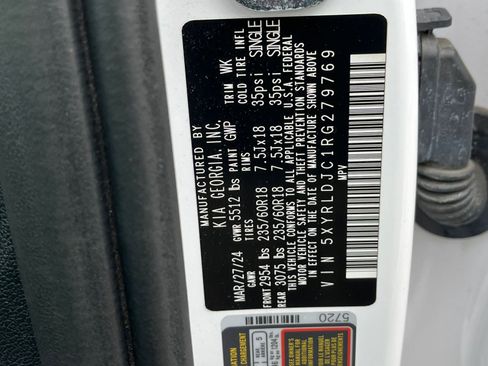 MANUFACTURED BY
KIA GEORGIA, INC.
MAR/27/24 GVWR 5512 lbs PAINT GWP TRIM WK
GAWR TIRES RIMS COLD TIRE INFL
FRONT 2954 lbs 235/60R18 7.5Jx18 35psi SINGLE
REAR 3075 lbs 235/60R18 7.5Jx18 35psi SINGLE
THIS VEHICLE CONFORMS TO ALL APPLICABLE U.S.A. FEDERAL
MOTOR VEHICLE SAFETY AND THEFT PREVENTION STANDARDS
IN EFFECT ON THE DATE OF MANUFACTURE SHOWN ABOVE
VIN 5XYRLDJC1RG279769
MPV
5720